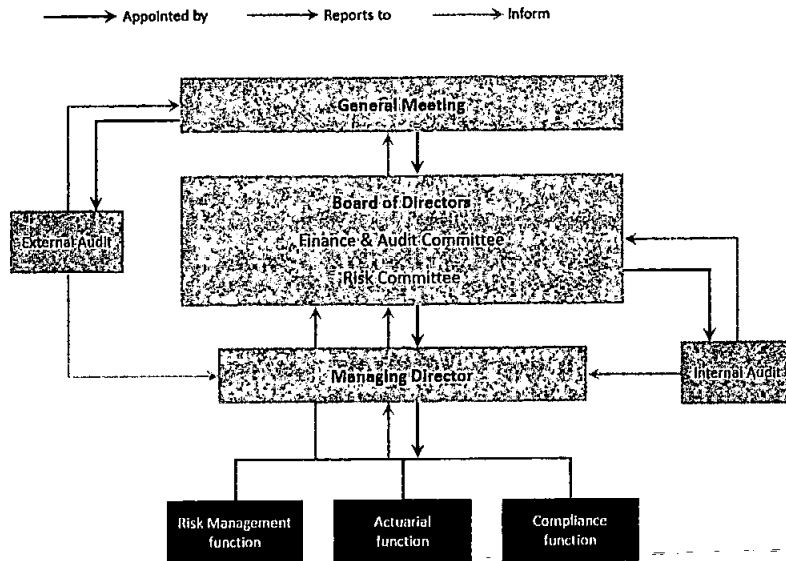 Appointed by
Reports to
Inform
General Meeting
Board of Directors
Finance & Audit Committee
Risk Committee
External Audit
Managing Director
Internal Audit
Risk Management
function
Actuarial
function
Compliance
function